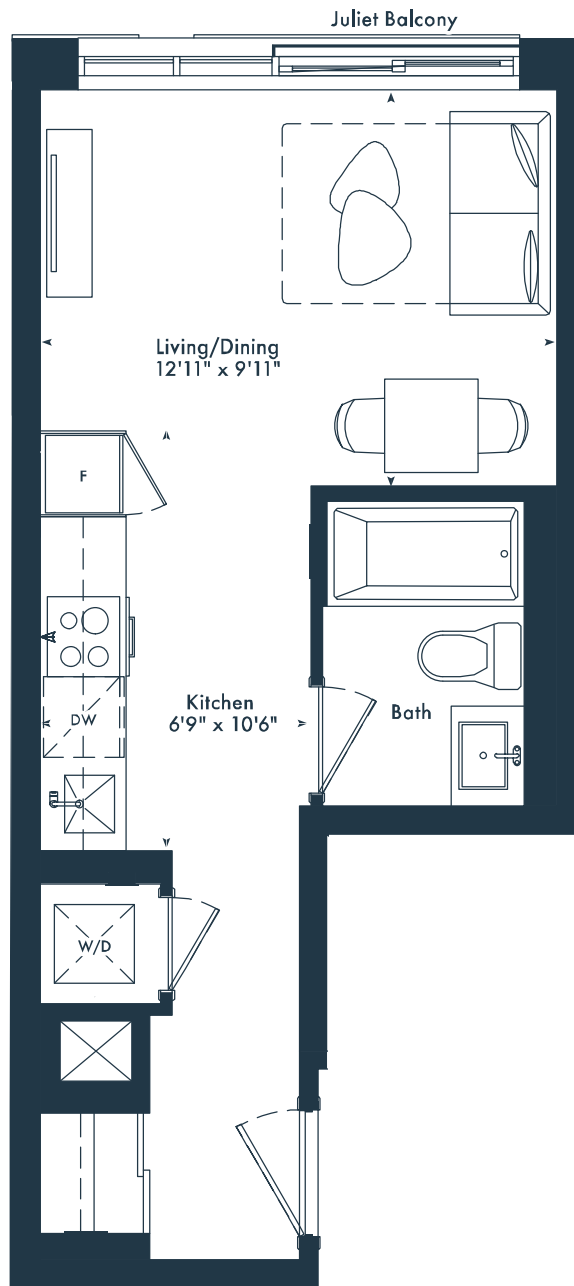 Juliet Balcony
Living/Dining
12'11" x 9'11"
F
Kitchen
6'9" x 10'6"
DW
Bath
W/D